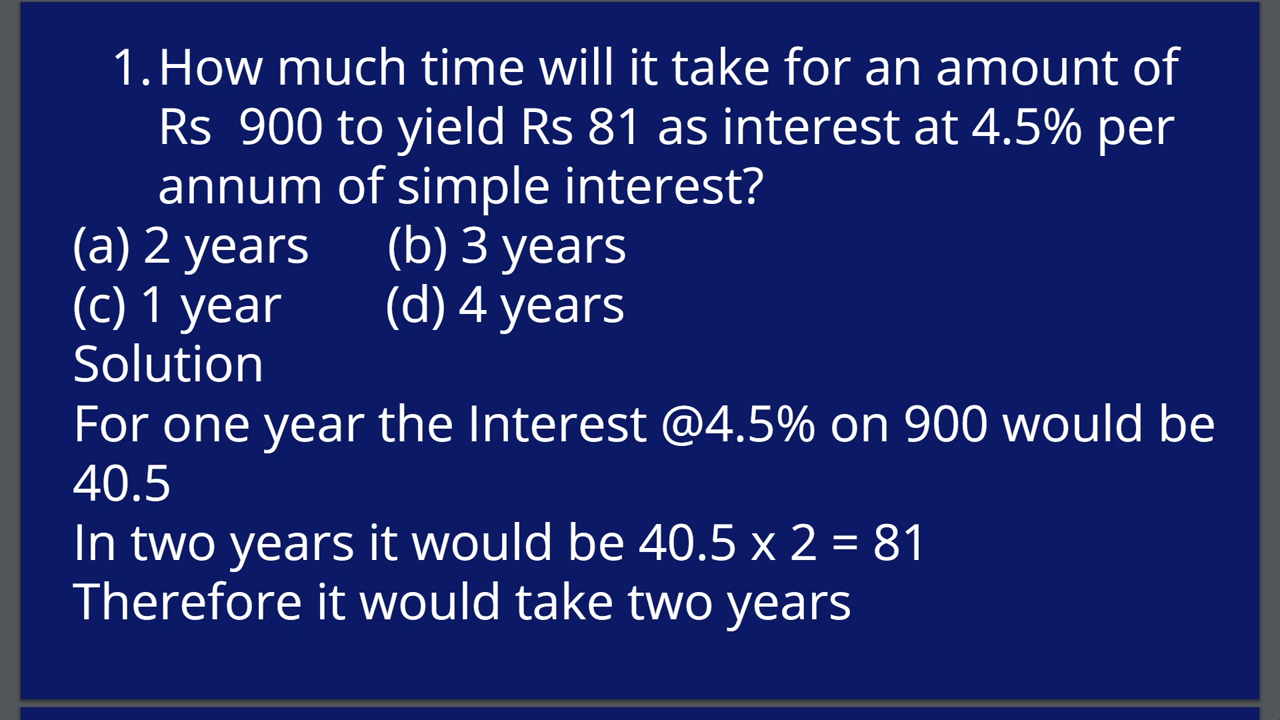 1. How much time will it take for an amount of
Rs  900 to yield Rs 81 as interest at 4.5% per
annum of simple interest?
(a) 2 years (b) 3 years
(c) 1 year (d) 4 years
Solution
For one year the Interest @4.5% on 900 would be
40.5
In two years it would be 40.5 x 2 = 81
Therefore it would take two years